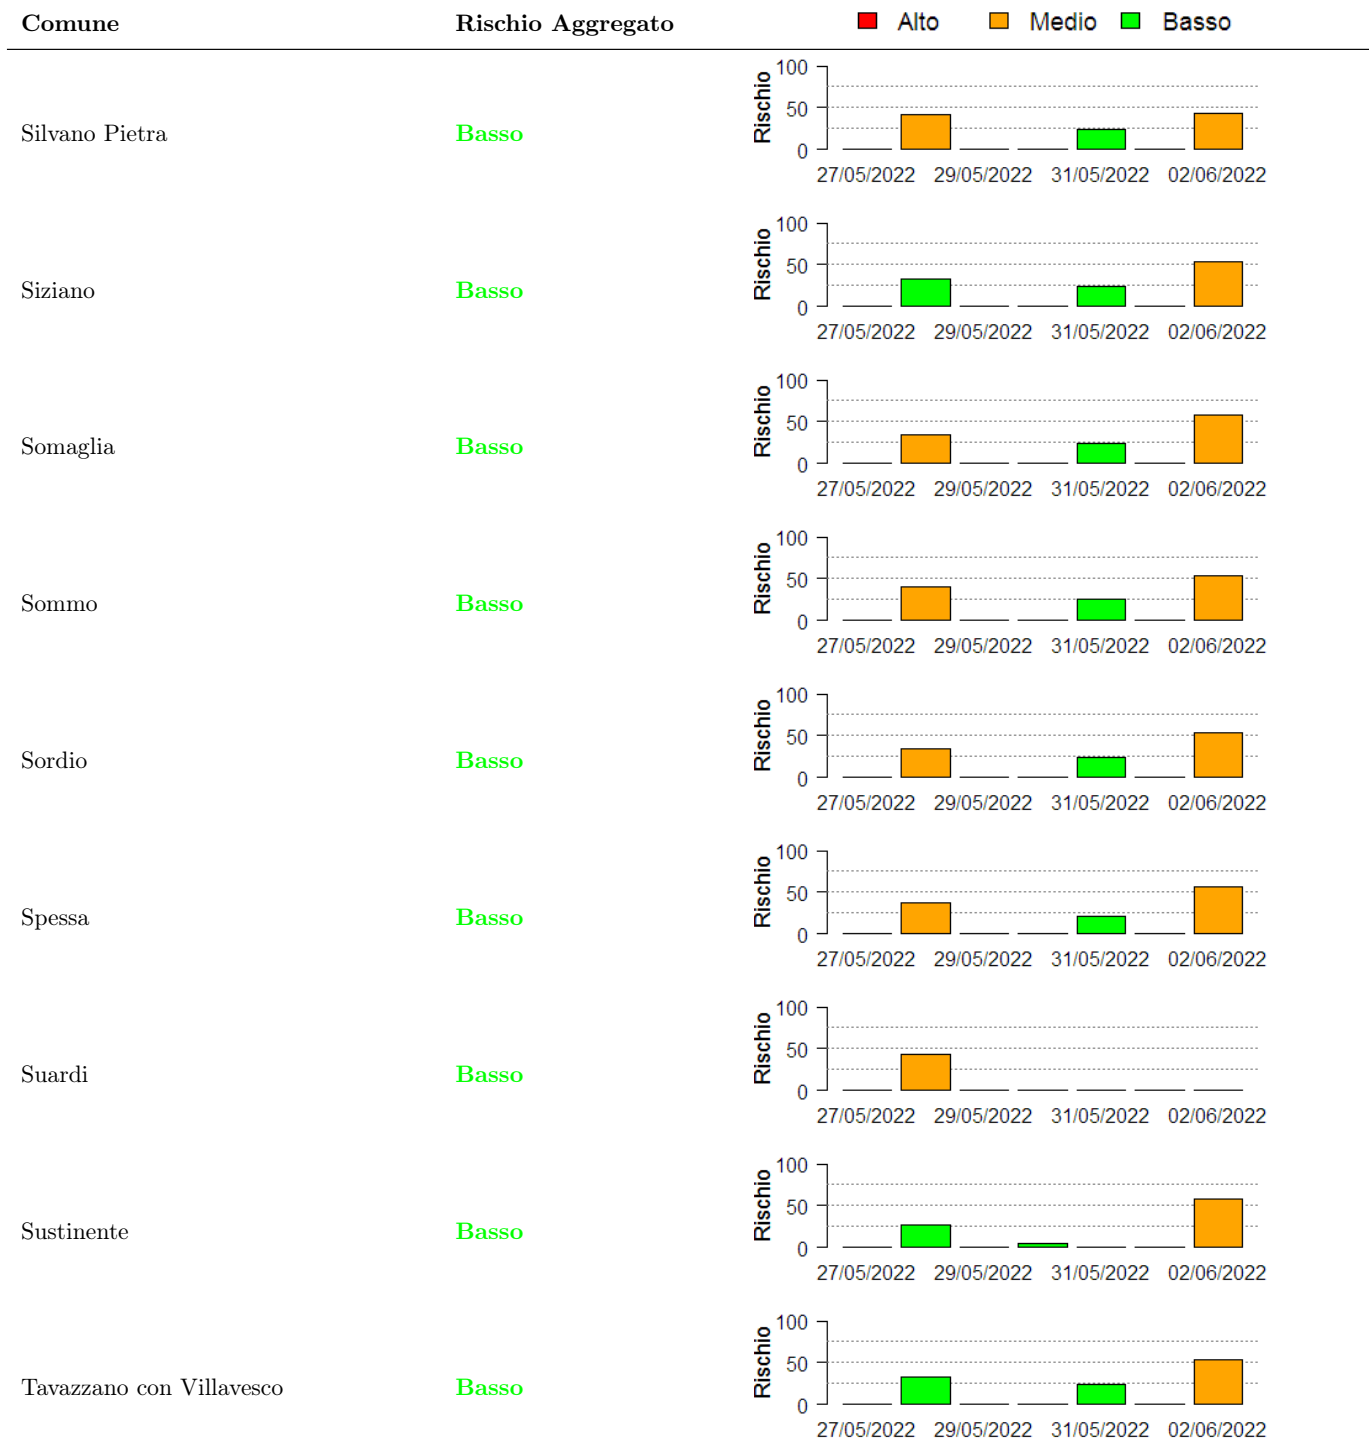 Comune Rischio Aggregato Alto Medio Basso
Silvano Pietra Basso
Rischio
100
50
0
27/05/2022 29/05/2022 31/05/2022 02/06/2022
Siziano Basso
Rischio
100
50
0
27/05/2022 29/05/2022 31/05/2022 02/06/2022
Somaglia Basso
Rischio
100
50
0
27/05/2022 29/05/2022 31/05/2022 02/06/2022
Sommo Basso
Rischio
100
50
0
27/05/2022 29/05/2022 31/05/2022 02/06/2022
Sordio Basso
Rischio
100
50
0
27/05/2022 29/05/2022 31/05/2022 02/06/2022
Spessa Basso
Rischio
100
50
0
27/05/2022 29/05/2022 31/05/2022 02/06/2022
Suardi Basso
Rischio
100
50
0
27/05/2022 29/05/2022 31/05/2022 02/06/2022
Sustinente Basso
Rischio
100
50
0
27/05/2022 29/05/2022 31/05/2022 02/06/2022
Tavazzano con Villavesco Basso
Rischio
100
50
0
27/05/2022 29/05/2022 31/05/2022 02/06/2022